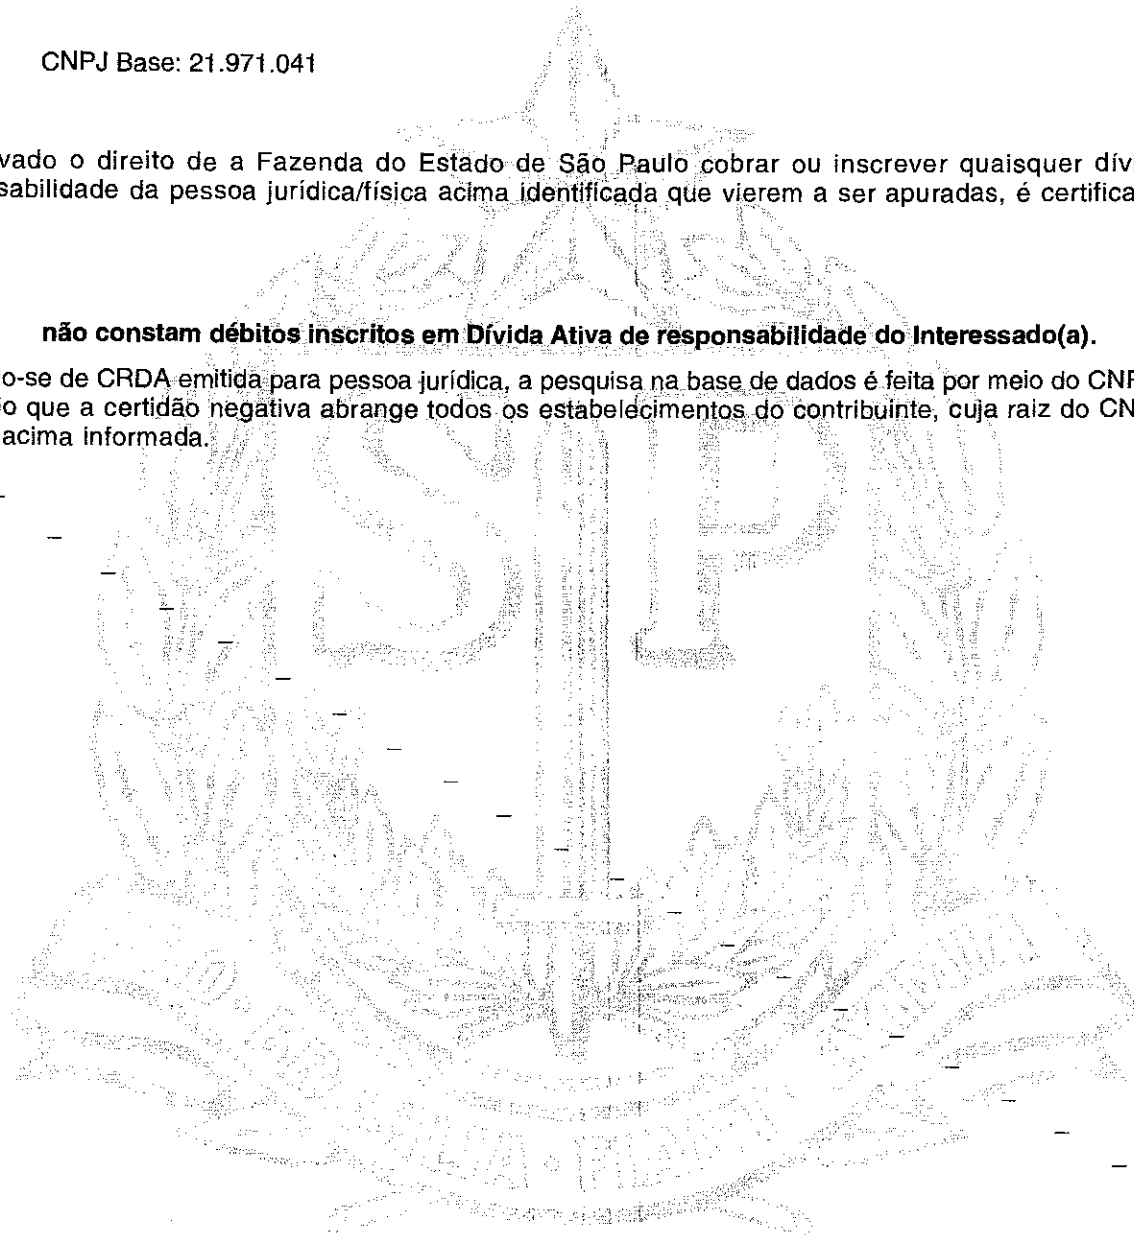 CNPJ Base: 21.971.041
vado o direito de a Fazenda do Estado de São Paulo cobrar ou inscrever quaisquer dív
sabilidade da pessoa jurídica/física acima identificada que vierem a ser apuradas, é certifica
não constam débitos inscritos em Dívida Ativa de responsabilidade do Interessado(a).
o-se de CRDA emitida para pessoa jurídica, a pesquisa na base de dados é feita por meio do CNP
o que a certidão negativa abrange todos os estabelecimentos do contribuinte, cuja raiz do CN
acima informada.
SP